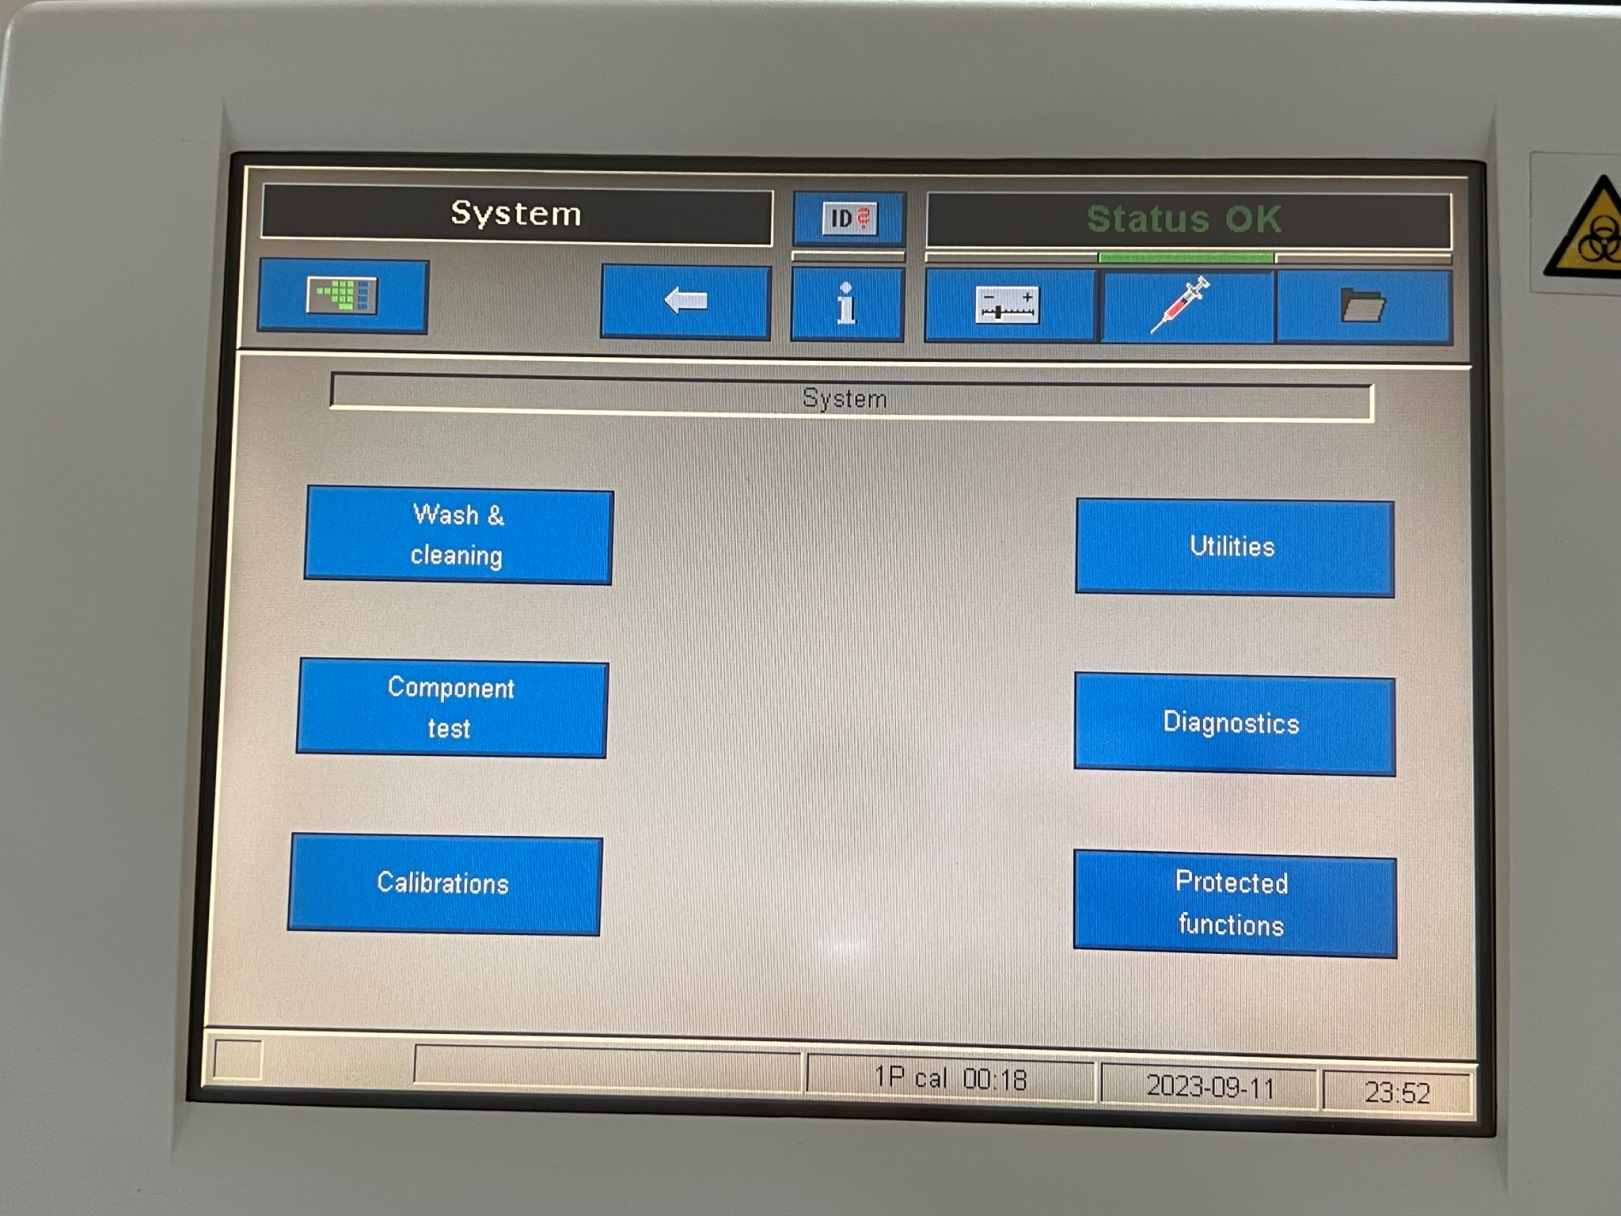 System
ID?
Status OK
i
- +
System
Wash &
cleaning
Utilities
Component
test
Diagnostics
Calibrations
Protected
functions
1P cal 00:18
2023-09-11
23:52